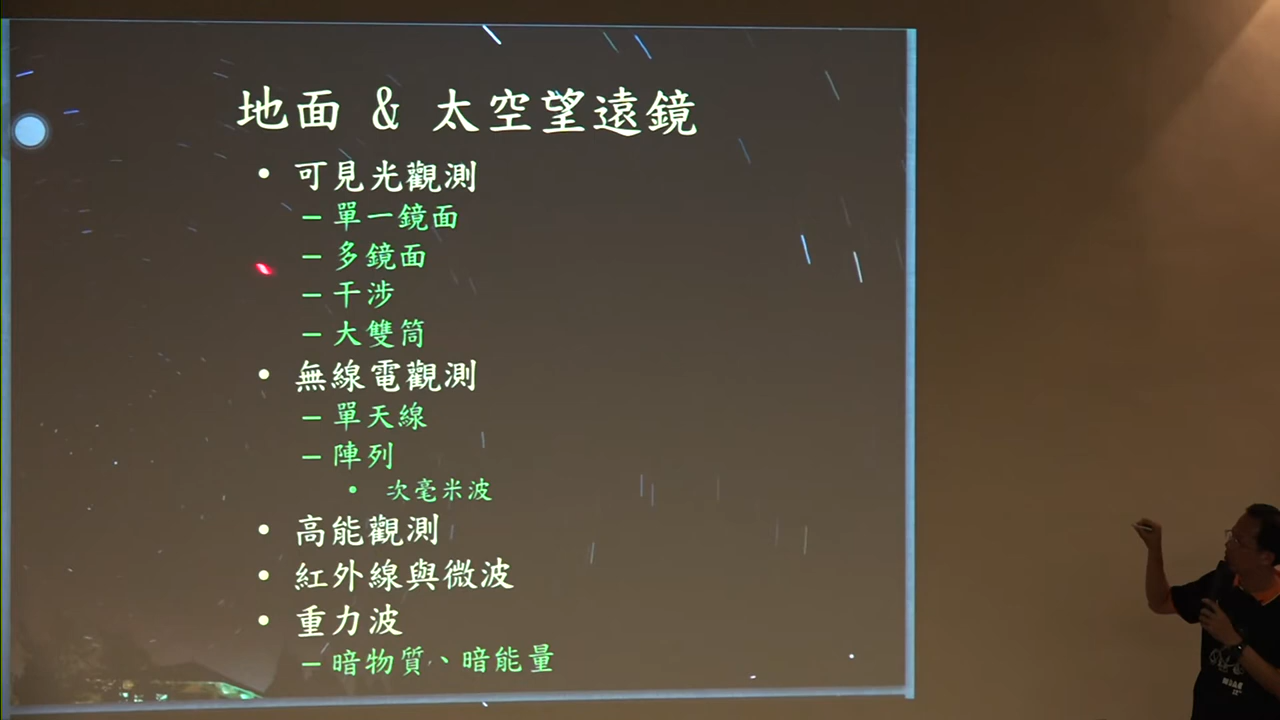 地面 & 太空望遠鏡
• 可見光觀測
– 單一鏡面
– 多鏡面
– 干涉
– 大雙筒
• 無線電觀測
– 單天線
– 陣列
• 次毫米波
• 高能觀測
• 紅外線與微波
• 重力波
– 暗物質、暗能量